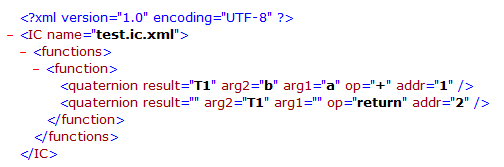 <?xml version="1.0" encoding="UTF-8" ?>
– <IC name="test.ic.xml">
– <functions>
– <function>
<quaternion result="T1" arg2="b" arg1="a" op="+" addr="1" />
<quaternion result="" arg2="T1" arg1="" op="return" addr="2" />
</function>
</functions>
</IC>